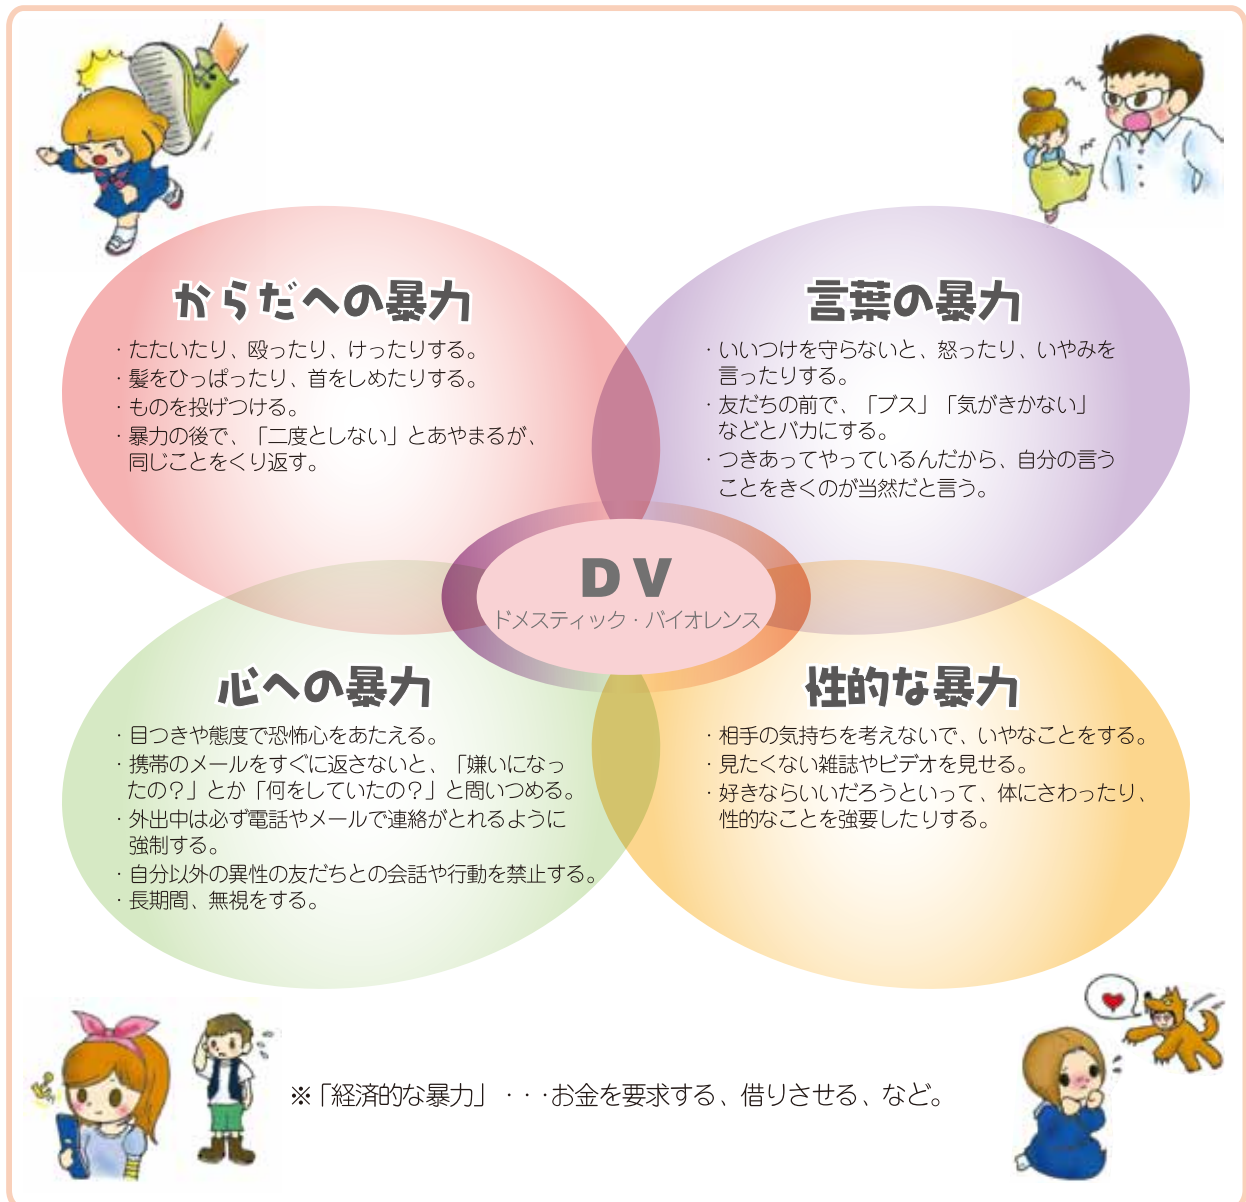 からだへの暴力
・たたいたり、殴ったり、けったりする。
・髪をひっぱったり、首をしめたりする。
・ものを投げつける。
・暴力の後で、「二度としない」とあやまるが、
同じことをくり返す。
言葉の暴力
・いいつけを守らないと、怒ったり、いやみを
言ったりする。
・友だちの前で、「ブス」「気がきかない」
などとバカにする。
・つきあってやっているんだから、自分の言う
ことをきくのが当然だと言う。
DV
ドメスティック・バイオレンス
心への暴力
・目つきや態度で恐怖心をあたえる。
・携帯のメールをすぐに返さないと、「嫌いになっ
たの？」とか「何をしていたの？」と問いつめる。
・外出中は必ず電話やメールで連絡がとれるように
強制する。
・自分以外の異性の友だちとの会話や行動を禁止する。
・長期間、無視をする。
性的な暴力
・相手の気持ちを考えないで、いやなことをする。
・見たくない雑誌やビデオを見せる。
・好きならいいだろうといって、体にさわったり、
性的なことを強要したりする。
※「経済的な暴力」・・・お金を要求する、借りさせる、など。